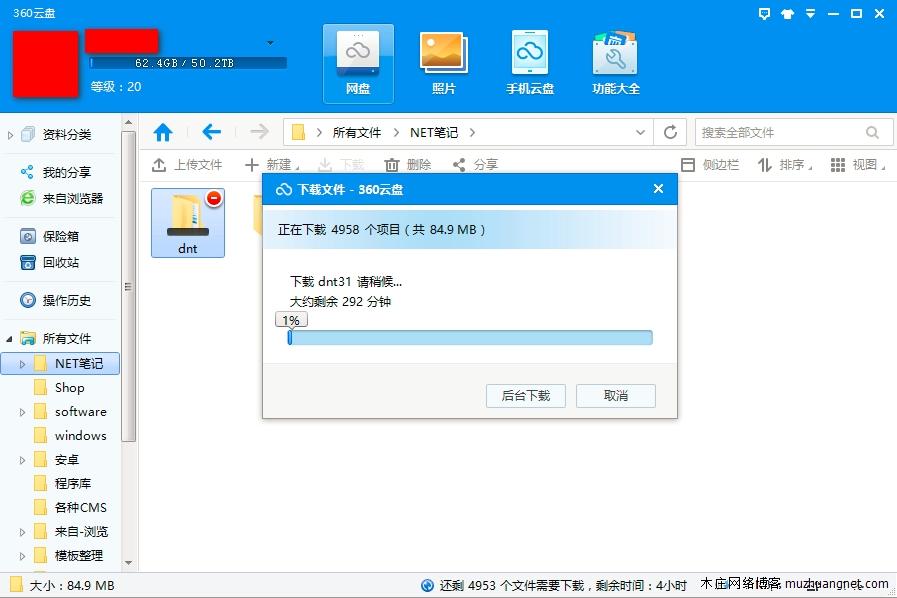 360云盘
62.4GB / 50.2TB
等级：20
网盘
照片
手机云盘
功能大全
资料分类
我的分享
来自浏览器
保险箱
回收站
操作历史
所有文件
NET笔记
Shop
software
windows
安卓
程序库
各种CMS
来自-浏览
模板整理
所有文件
NET笔记
搜索全部文件
上传文件
新建
下载
删除
分享
侧边栏
排序
视图
dnt
下载文件 - 360云盘
正在下载 4958 个项目（共 84.9 MB）
下载 dnt31 请稍候...
大约剩余 292 分钟
1%
后台下载
取消
大小：84.9 MB
还剩 4953 个文件需要下载，剩余时间：4小时
木庄网络博客 muzhuangnet.com